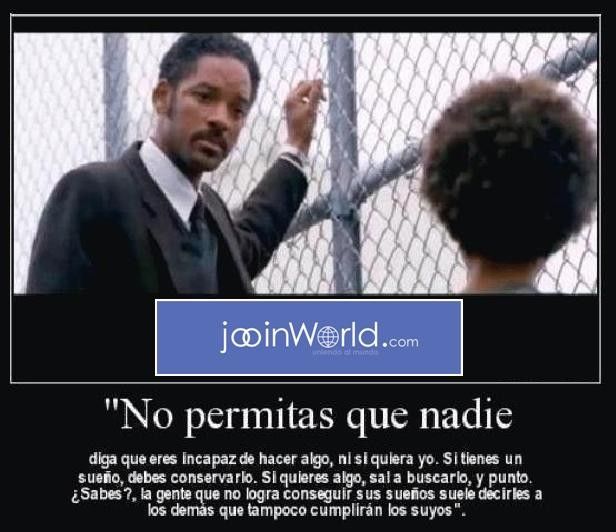 jooinWorld.com
uniendo al mundo
"No permitas que nadie
diga que eres incapaz de hacer algo, ni si quiera yo. Si tienes un
sueño, debes conservarlo. Si quieres algo, sal a buscarlo, y punto.
¿Sabes?, la gente que no logra conseguir sus sueños suele decirles a
los demás que tampoco cumplirán los suyos".